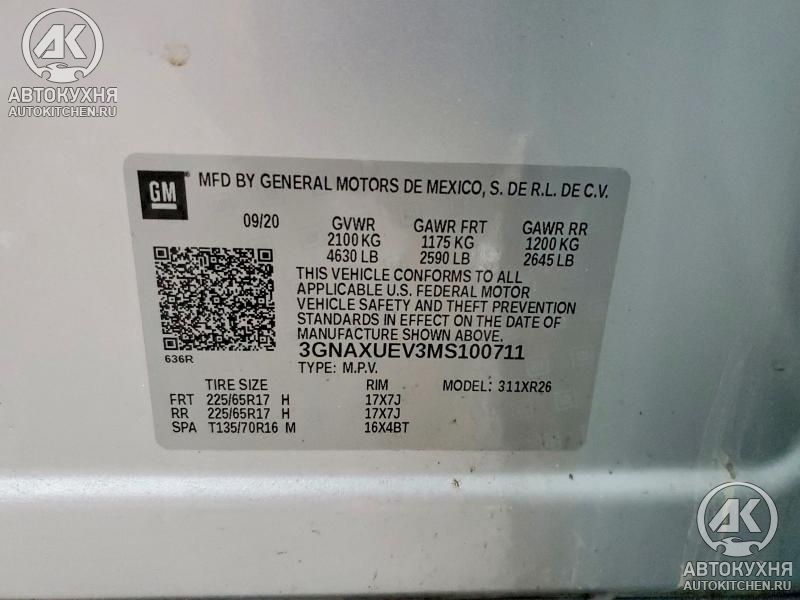 AK
АВТОКУХНЯ
AUTOKITCHEN.RU
GM MFD BY GENERAL MOTORS DE MEXICO, S. DE R.L. DE C.V.
09/20 GVWR GAWR FRT GAWR RR
2100 KG 1175 KG 1200 KG
4630 LB 2590 LB 2645 LB
THIS VEHICLE CONFORMS TO ALL
APPLICABLE U.S. FEDERAL MOTOR
VEHICLE SAFETY AND THEFT PREVENTION
STANDARDS IN EFFECT ON THE DATE OF
MANUFACTURE SHOWN ABOVE.
636R 3GNAXUEV3MS100711
TYPE: M.P.V.
TIRE SIZE RIM MODEL: 311XR26
FRT 225/65R17 H 17X7J
RR 225/65R17 H 17X7J
SPA T135/70R16 M 16X4BT
AK
АВТОКУХНЯ
AUTOKITCHEN.RU